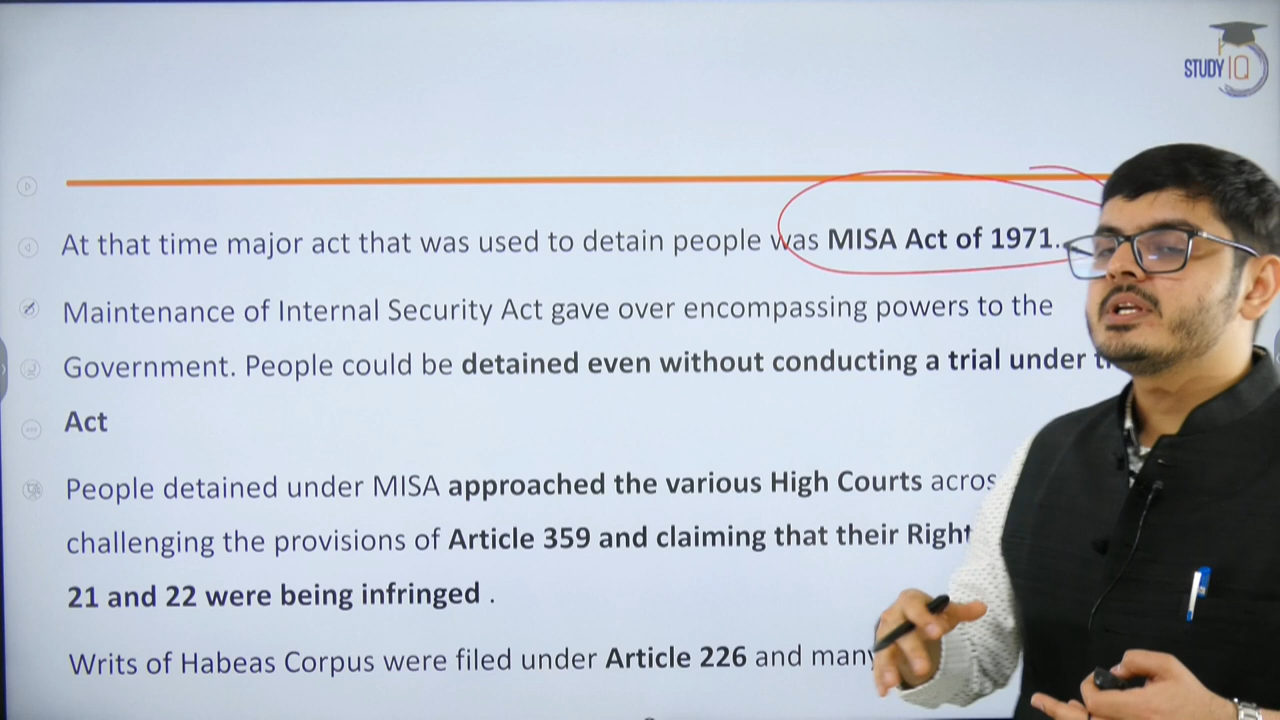 STUDY IQ
At that time major act that was used to detain people was MISA Act of 1971.
Maintenance of Internal Security Act gave over encompassing powers to the
Government. People could be detained even without conducting a trial under
Act
People detained under MISA approached the various High Courts
challenging the provisions of Article 359 and claiming that their
21 and 22 were being infringed .
Writs of Habeas Corpus were filed under Article 226 and many